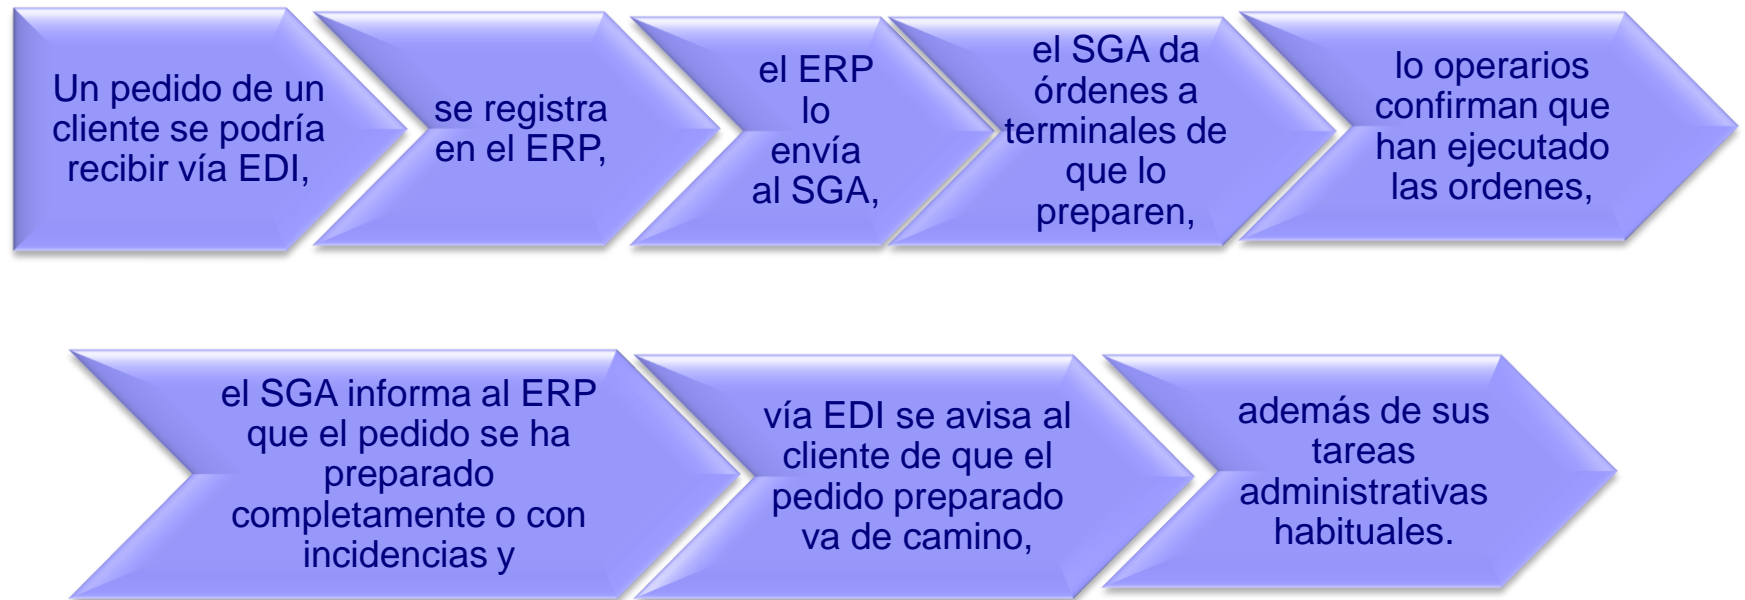 Un pedido de un
cliente se podría
recibir vía EDI,
se registra
en el ERP,
el ERP
lo
envía
al SGA,
el SGA da
órdenes a
terminales de
que lo
preparen,
lo operarios
confirman que
han ejecutado
las ordenes,
el SGA informa al ERP
que el pedido se ha
preparado
completamente o con
incidencias y
vía EDI se avisa al
cliente de que el
pedido preparado
va de camino,
además de sus
tareas
administrativas
habituales.